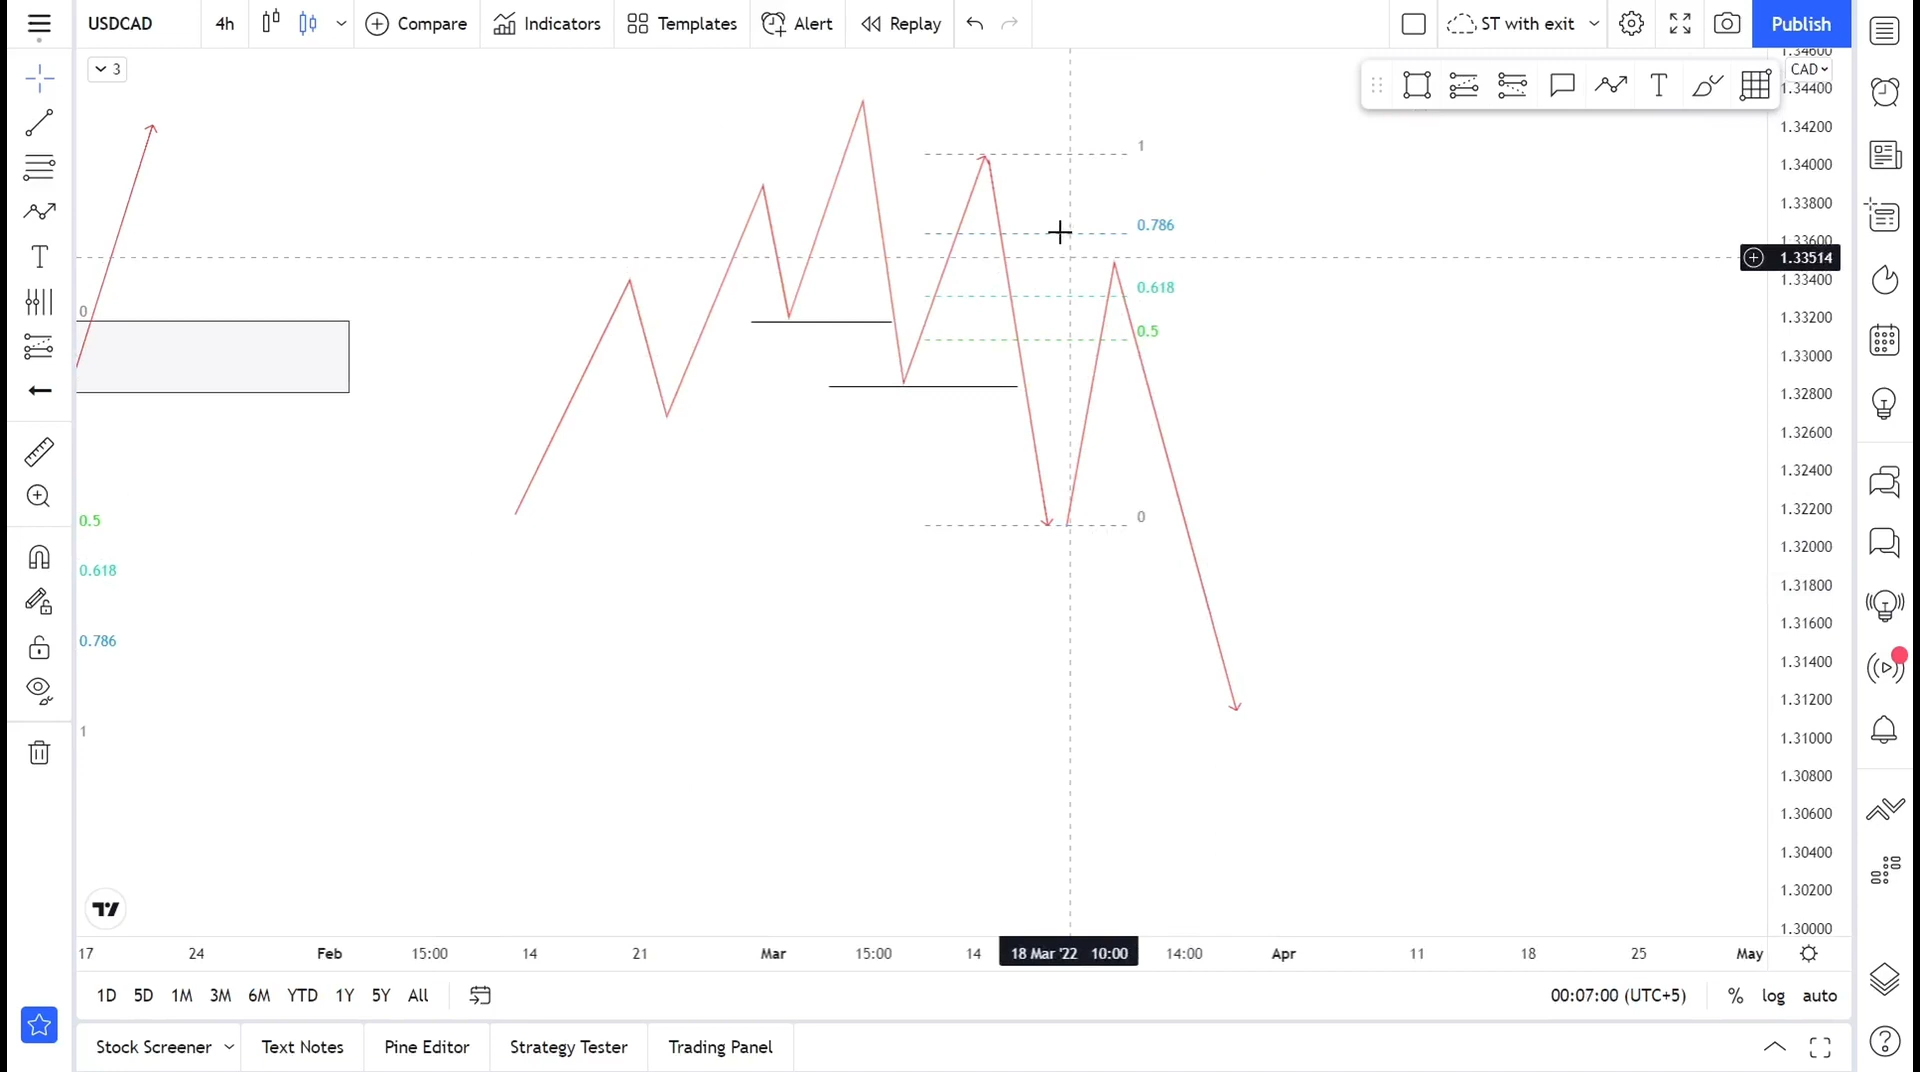 USDCAD
4h
Compare
Indicators
Templates
Alert
Replay
ST with exit
Publish
3
CAD
1.34600
1.34400
1.34200
1.34000
1.33800
1.33600
1.33514
1.33400
1.33200
1.33000
1.32800
1.32600
1.32400
1.32200
1.32000
1.31800
1.31600
1.31400
1.31200
1.31000
1.30800
1.30600
1.30400
1.30200
1.30000
1
0.786
0.618
0.5
0
0
0.5
0.618
0.786
1
17 24 Feb 15:00 14 21 Mar 15:00 14 18 Mar '22 10:00 14:00 Apr 11 18 25 May
1D 5D 1M 3M 6M YTD 1Y 5Y All
00:07:00 (UTC+5) % log auto
Stock Screener Text Notes Pine Editor Strategy Tester Trading Panel